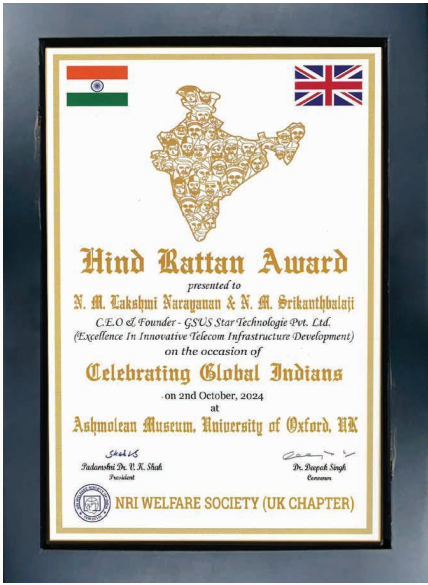 Hind Rattan Award
presented to
N. M. Lakshmi Narayanan & N. M. Srikanthbalaji
C.E.O & Founder - GSUS Star Technologie Pvt. Ltd.
(Excellence In Innovative Telecom Infrastructure Development)
on the occasion of
Celebrating Global Indians
on 2nd October, 2024
at
Ashmolean Museum, University of Oxford, UK
Padamshri Dr. V. K. Shah
President
Dr. Deepak Singh
Convenor
NRI WELFARE SOCIETY (UK CHAPTER)